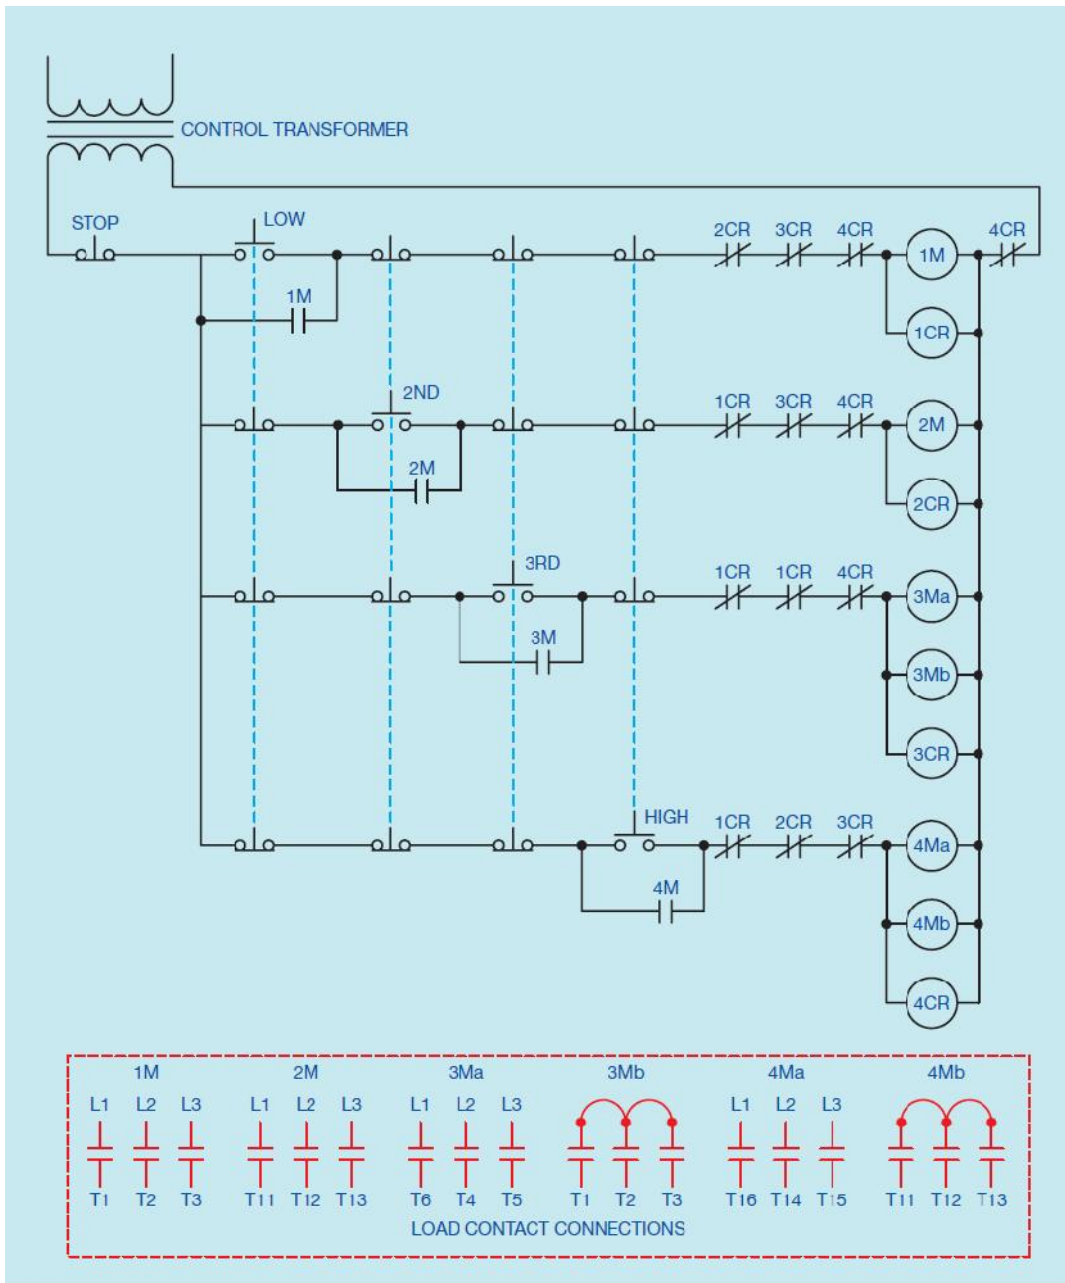 CONTROL TRANSFORMER
STOP
LOW
2CR 3CR 4CR 1M 4CR
1M
1CR
2ND
1CR 3CR 4CR 2M
2M
2CR
3RD
1CR 1CR 4CR 3Ma
3M
3Mb
3CR
HIGH
1CR 2CR 3CR 4Ma
4M
4Mb
4CR
1M 2M 3Ma 3Mb 4Ma 4Mb
L1 L2 L3 L1 L2 L3 L1 L2 L3 L1 L2 L3
T1 T2 T3 T11 T12 T13 T6 T4 T5 T1 T2 T3 T16 T14 T15 T11 T12 T13
LOAD CONTACT CONNECTIONS